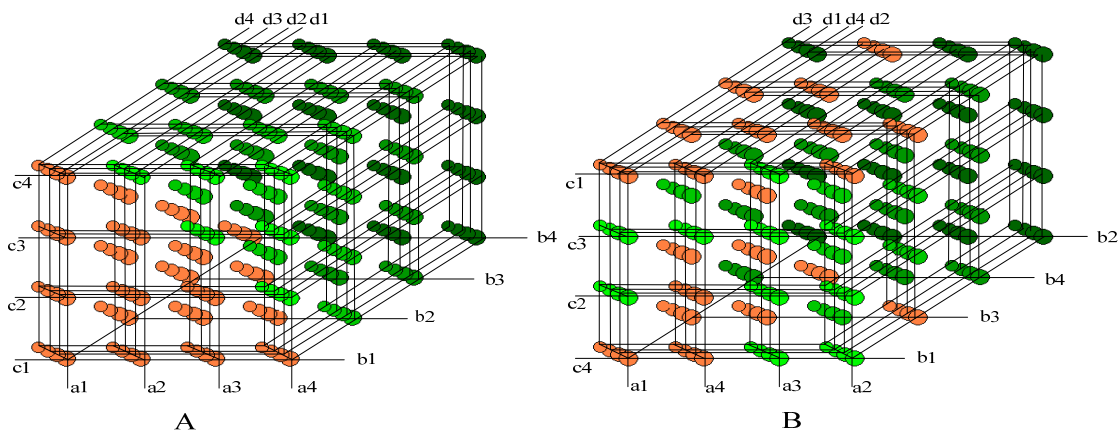 d4 d3 d2 d1
d3 d1 d4 d2
c4
c1
c3
b4
c3
b2
b3
b4
c2
c2
b2
b3
c1
b1
c4
b1
a1 a2 a3 a4
a1 a4 a3 a2
A
B